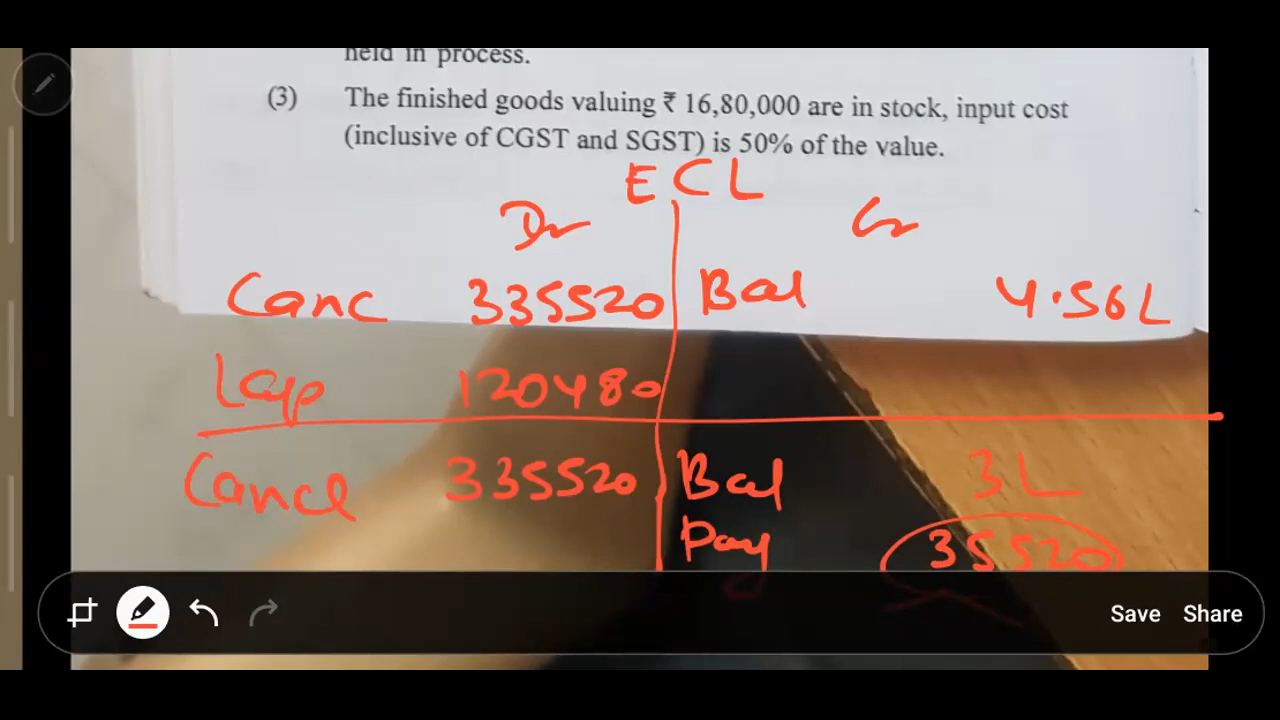 held in process.
(3) The finished goods valuing ₹ 16,80,000 are in stock, input cost
(inclusive of CGST and SGST) is 50% of the value.
ECL
Dr Cr
Canc 335520 Bal 4.56L
Lap 120480
Cancel 335520 Bal 3L
Pay 35520
Save Share